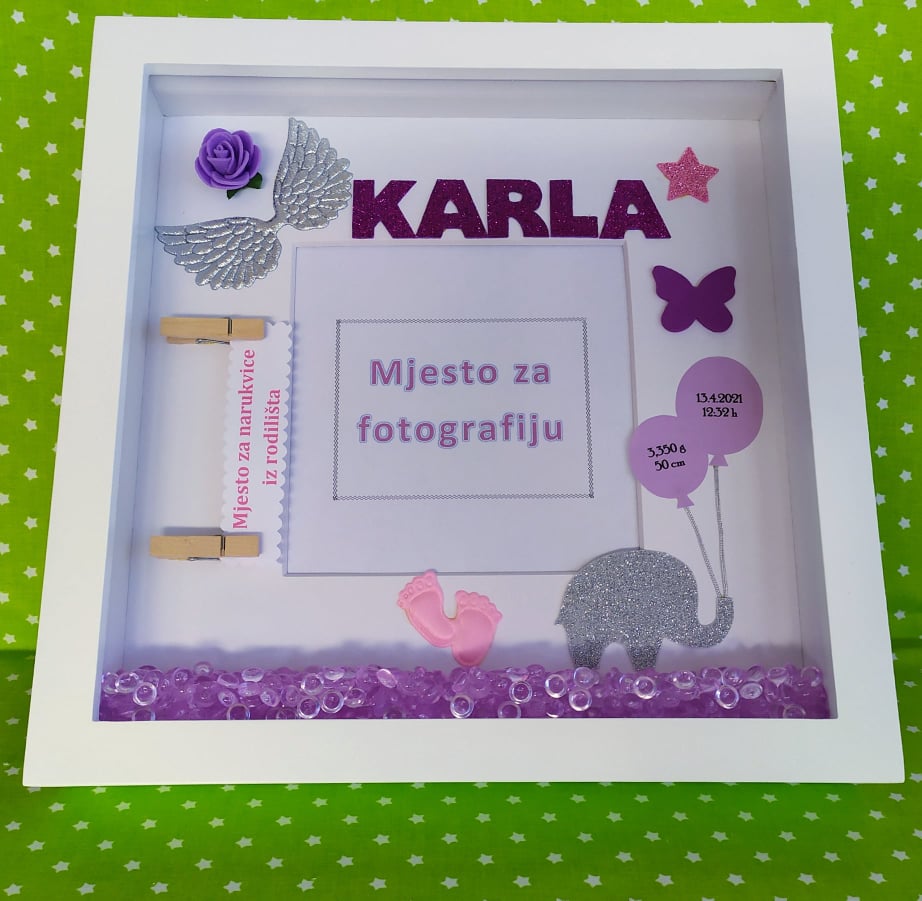 KARLA
Mjesto za
fotografiju
Mjesto za narukvice
iz rodilišta
13.4.2021
12:32 h
3,350 g
50 cm